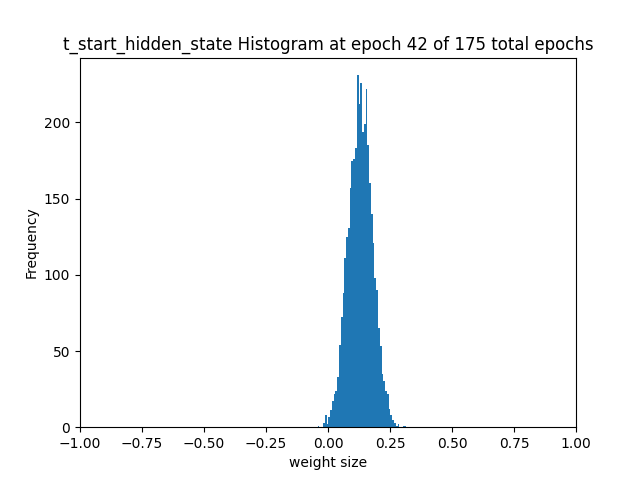 t_start_hidden_state Histogram at epoch 42 of 175 total epochs
Frequency
200
150
100
50
0
−1.00 −0.75 −0.50 −0.25 0.00 0.25 0.50 0.75 1.00
weight size